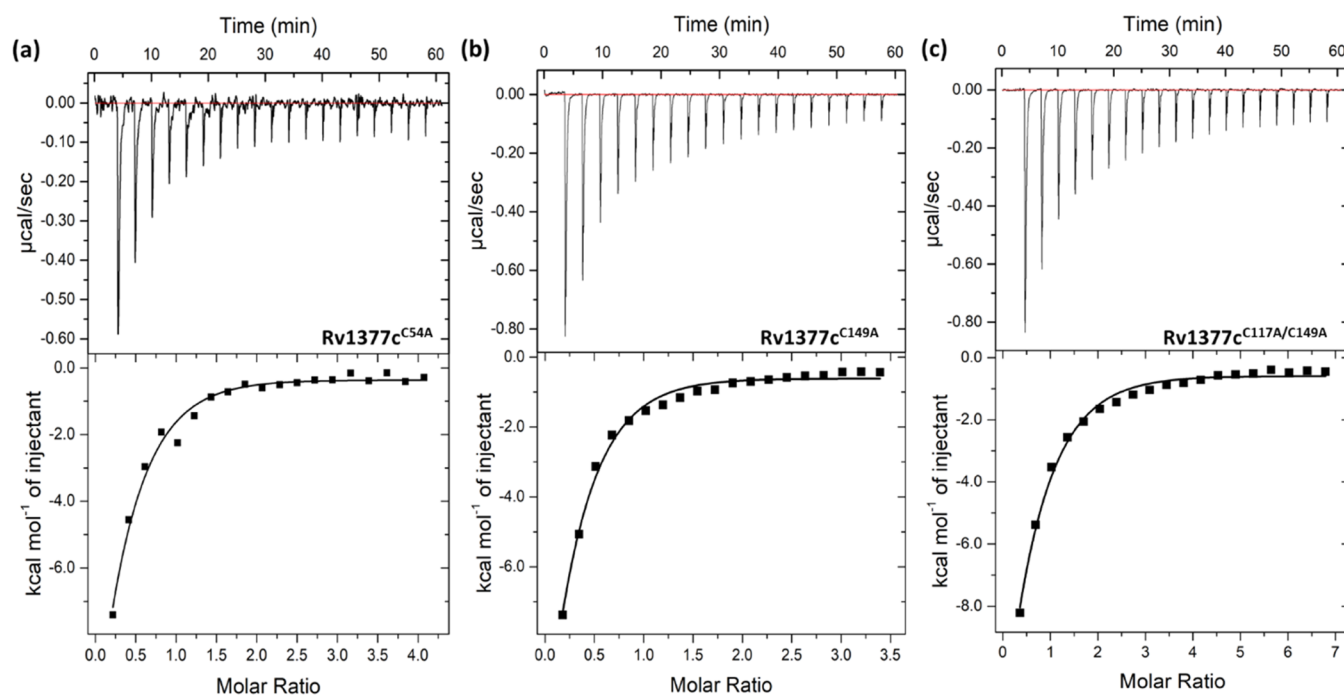 (a)
Time (min)
0 10 20 30 40 50 60
0.00
-0.10
-0.20
-0.30
-0.40
-0.50
-0.60
µcal/sec
Rv1377cC54A
0.0
-2.0
-4.0
-6.0
kcal mol-1 of injectant
0.0 0.5 1.0 1.5 2.0 2.5 3.0 3.5 4.0
Molar Ratio
(b)
Time (min)
0 10 20 30 40 50 60
0.00
-0.20
-0.40
-0.60
-0.80
µcal/sec
Rv1377cC149A
0.0
-2.0
-4.0
-6.0
kcal mol-1 of injectant
0.0 0.5 1.0 1.5 2.0 2.5 3.0 3.5
Molar Ratio
(c)
Time (min)
0 10 20 30 40 50 60
0.00
-0.20
-0.40
-0.60
-0.80
µcal/sec
Rv1377cC117A/C149A
0.0
-2.0
-4.0
-6.0
-8.0
kcal mol-1 of injectant
0 1 2 3 4 5 6 7
Molar Ratio